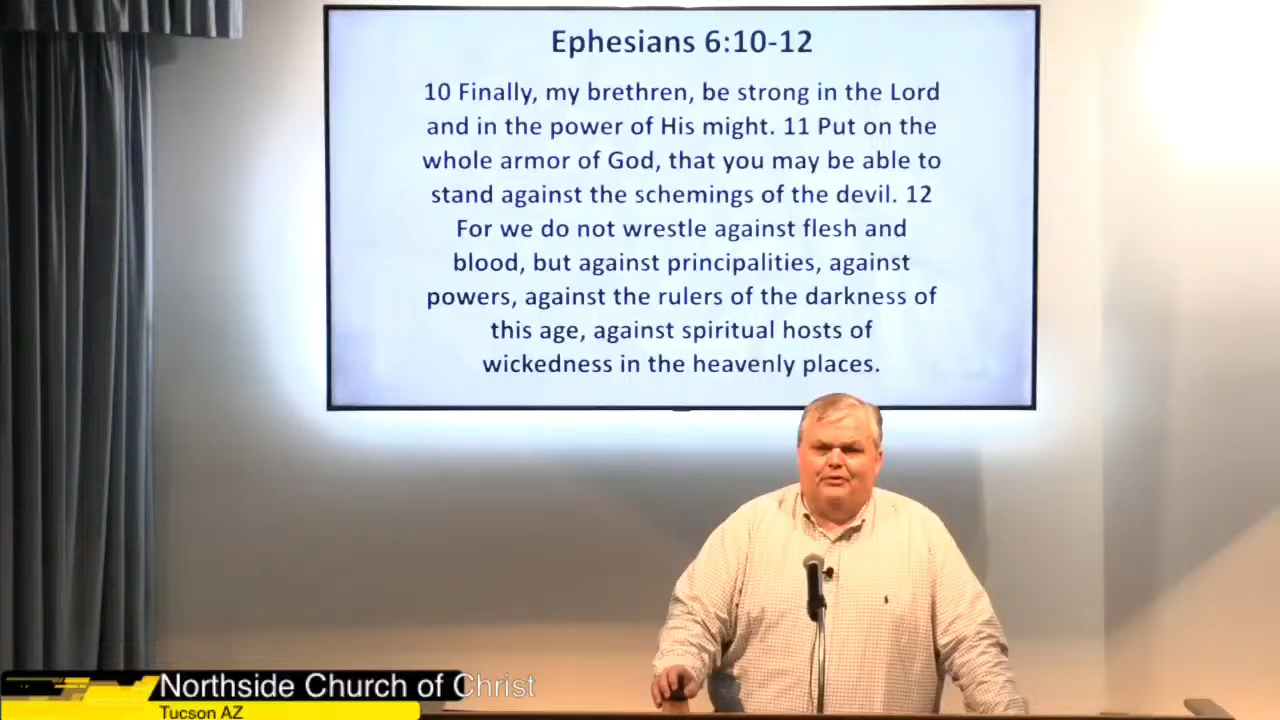 Ephesians 6:10-12
10 Finally, my brethren, be strong in the Lord
and in the power of His might. 11 Put on the
whole armor of God, that you may be able to
stand against the schemings of the devil. 12
For we do not wrestle against flesh and
blood, but against principalities, against
powers, against the rulers of the darkness of
this age, against spiritual hosts of
wickedness in the heavenly places.
Northside Church of Christ
Tucson AZ